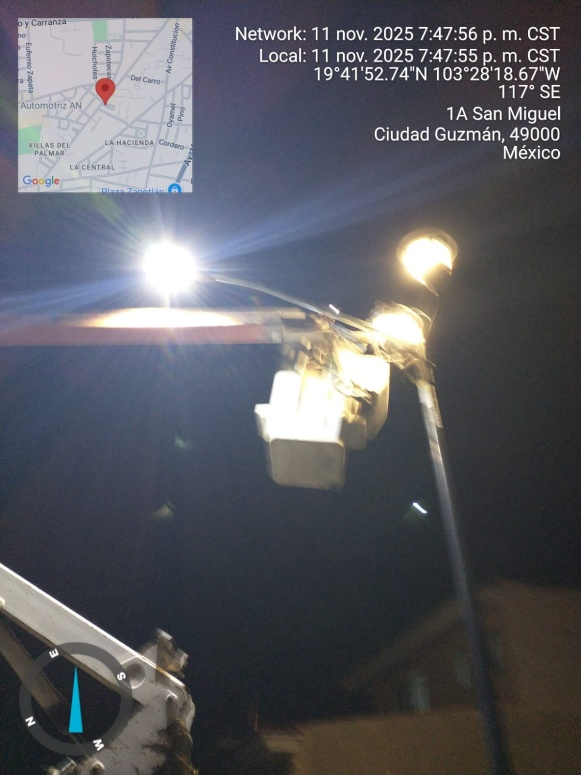 Network: 11 nov. 2025 7:47:56 p. m. CST
Local: 11 nov. 2025 7:47:55 p. m. CST
19°41'52.74"N 103°28'18.67"W
117° SE
1A San Miguel
Ciudad Guzmán, 49000
México
o y Carranza
Eufemio Zapata
Huicholes
Zapotecas
Av Constitución
Del Carro
Automotriz AN
Oyamel
Pino
VILLAS DEL
PALMAR
LA HACIENDA
Cordero
LA CENTRAL
Google
Plaza Zapotlán
E
S
N
W